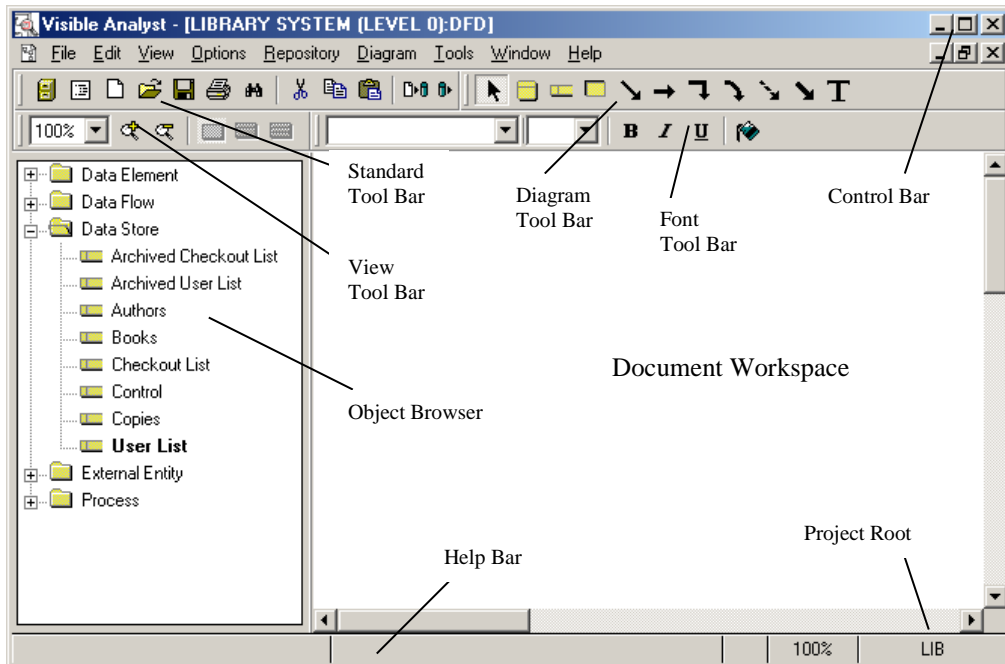 Visible Analyst - [LIBRARY SYSTEM (LEVEL 0):DFD]
File Edit View Options Repository Diagram Tools Window Help
T
100% B I U
Data Element
Data Flow
Data Store
Archived Checkout List
Archived User List
Authors
Books
Checkout List
Control
Copies
User List
External Entity
Process
Standard
Tool Bar
Diagram
Tool Bar
Font
Tool Bar
Control Bar
View
Tool Bar
Document Workspace
Object Browser
Project Root
Help Bar
100% LIB